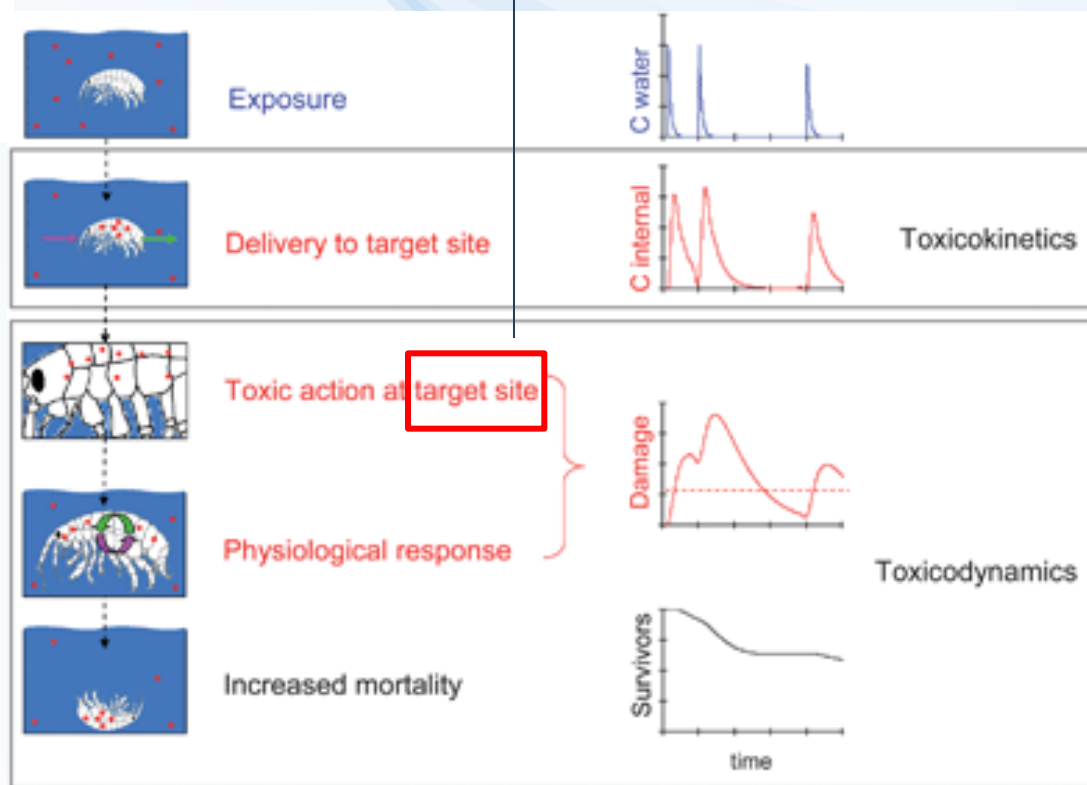 Exposure
C water
Delivery to target site
C internal
Toxicokinetics
Toxic action at target site
Damage
Physiological response
Toxicodynamics
Increased mortality
Survivors
time